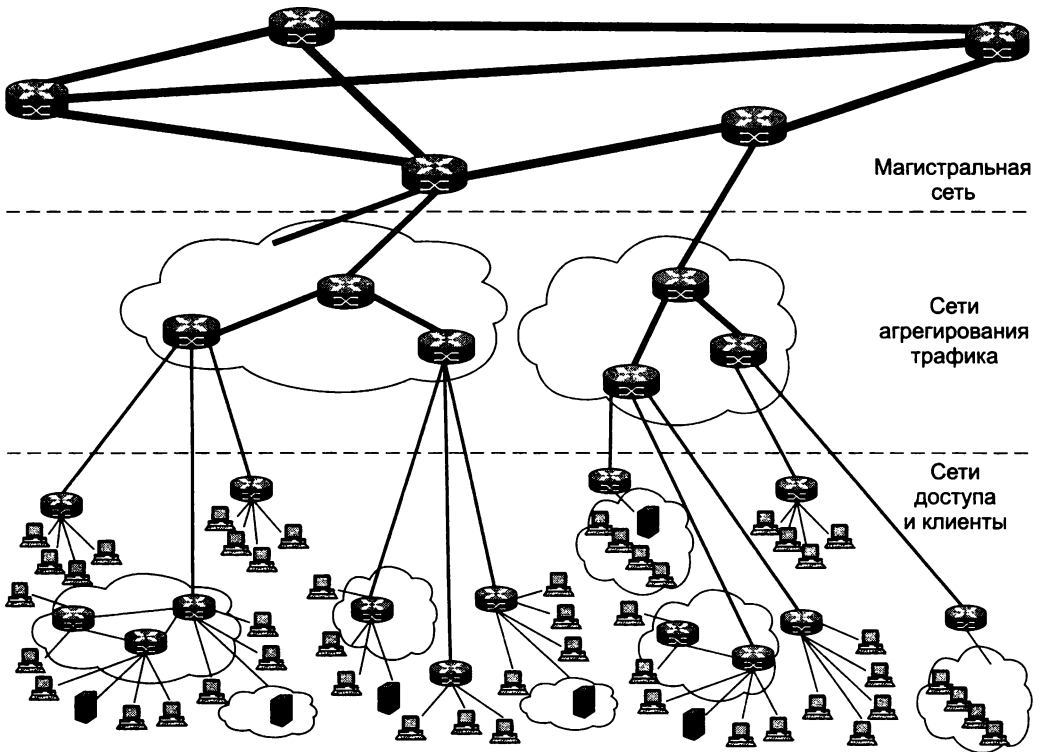 Магистральная
сеть
Сети
агрегирования
трафика
Сети
доступа
и клиенты